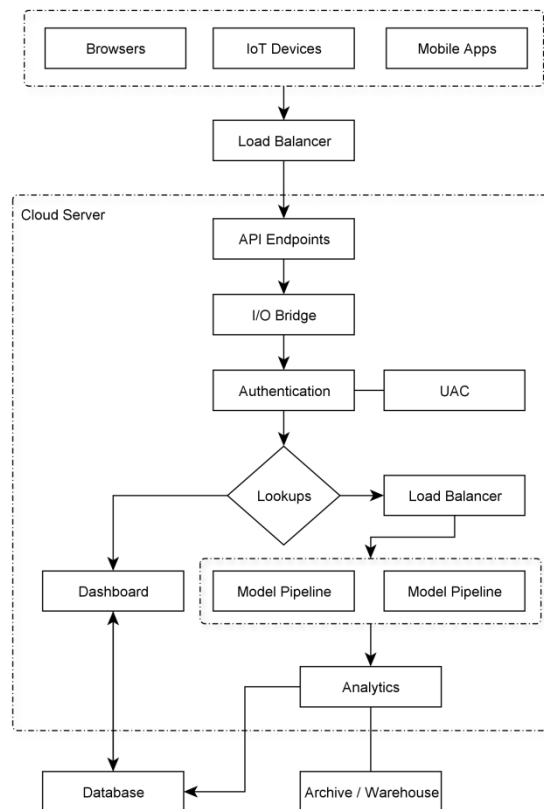 Browsers
IoT Devices
Mobile Apps
Load Balancer
Cloud Server
API Endpoints
I/O Bridge
Authentication
UAC
Lookups
Load Balancer
Dashboard
Model Pipeline
Model Pipeline
Analytics
Database
Archive / Warehouse